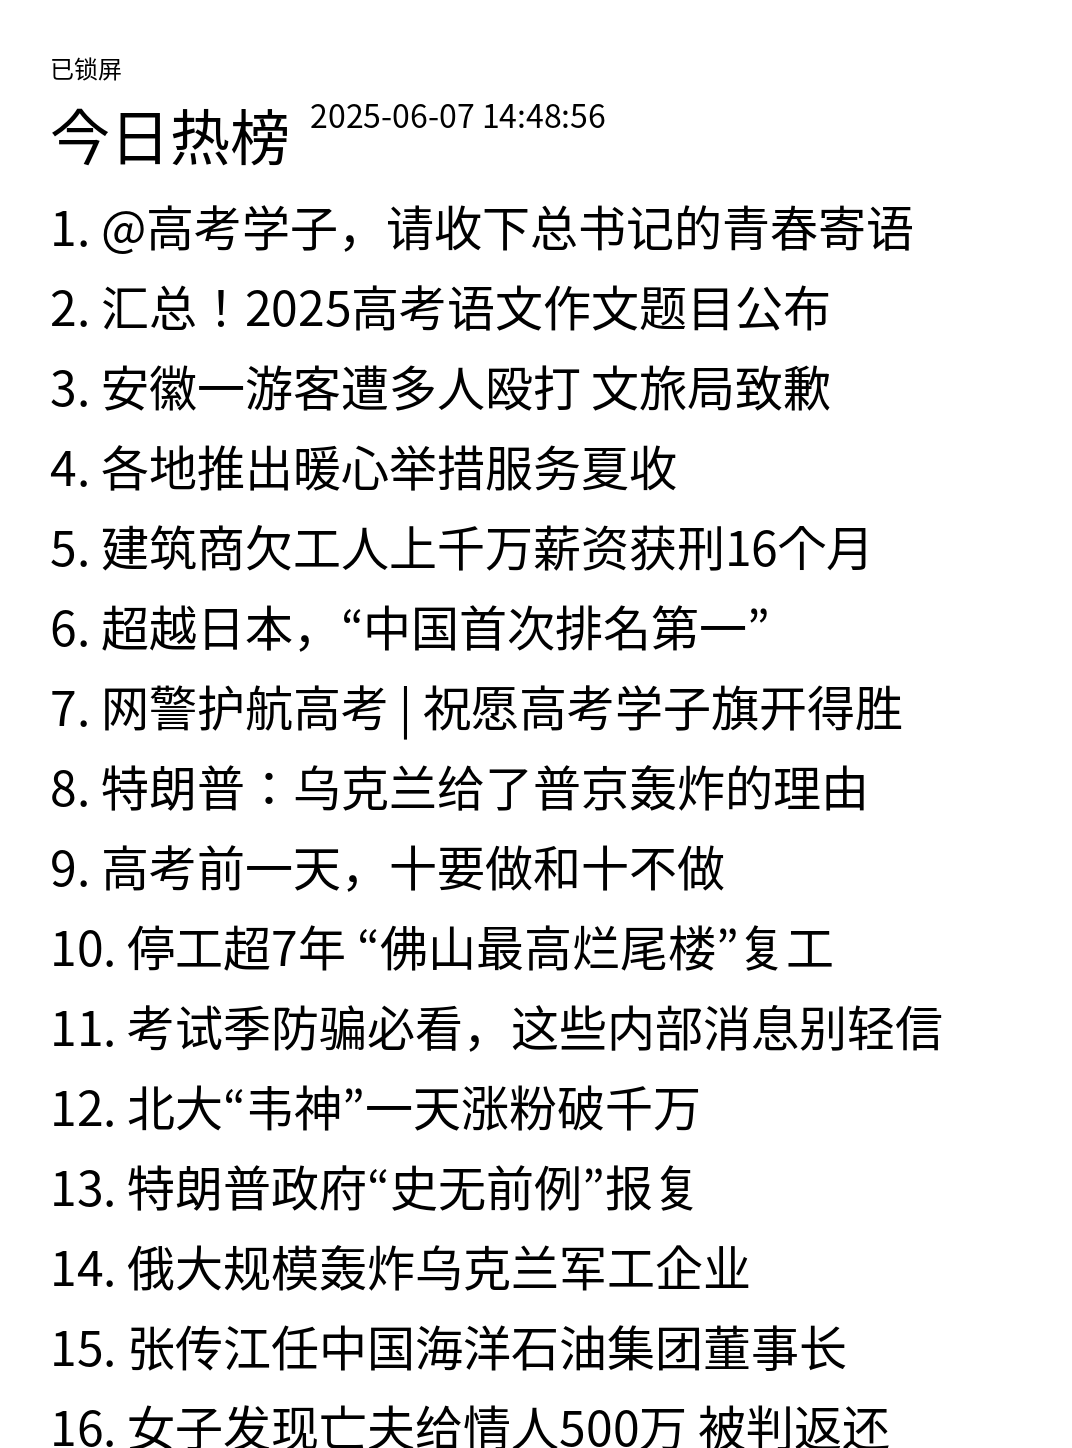 已锁屏
今日热榜 2025-06-07 14:48:56
1. @高考学子，请收下总书记的青春寄语
2. 汇总！2025高考语文作文题目公布
3. 安徽一游客遭多人殴打 文旅局致歉
4. 各地推出暖心举措服务夏收
5. 建筑商欠工人上千万薪资获刑16个月
6. 超越日本，“中国首次排名第一”
7. 网警护航高考 | 祝愿高考学子旗开得胜
8. 特朗普：乌克兰给了普京轰炸的理由
9. 高考前一天，十要做和十不做
10. 停工超7年 “佛山最高烂尾楼”复工
11. 考试季防骗必看，这些内部消息别轻信
12. 北大“韦神”一天涨粉破千万
13. 特朗普政府“史无前例”报复
14. 俄大规模轰炸乌克兰军工企业
15. 张传江任中国海洋石油集团董事长
16. 女子发现亡夫给情人500万 被判返还